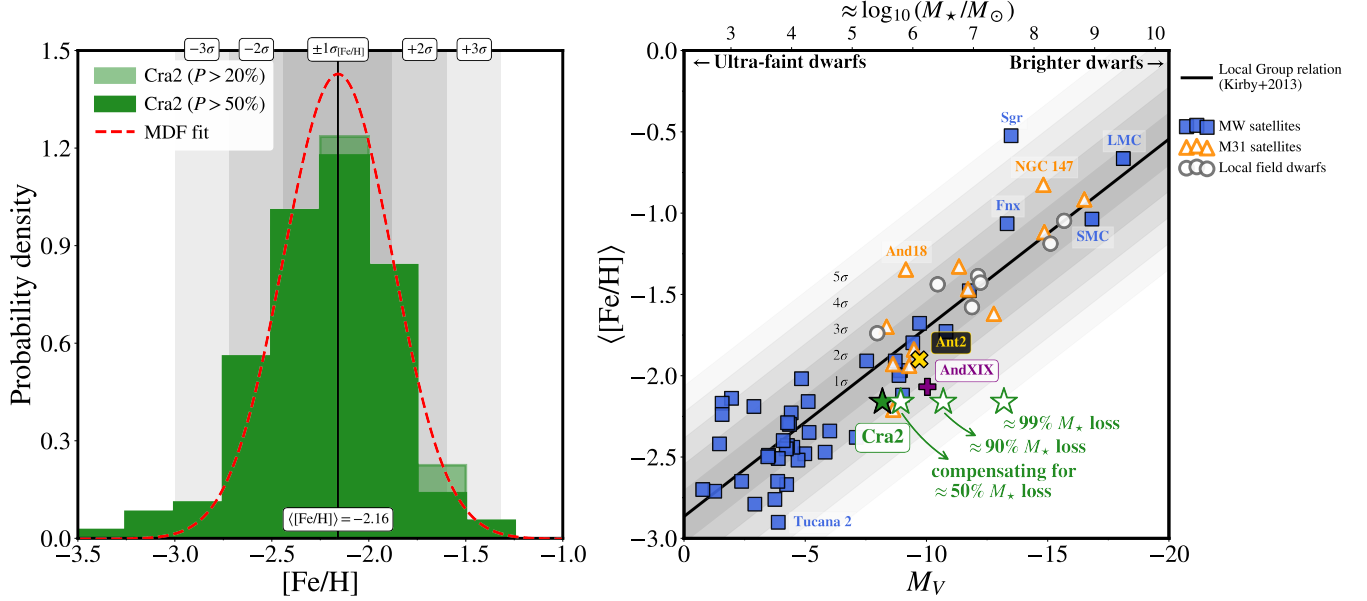 −3σ
−2σ
±1σ[Fe/H]
+2σ
+3σ
Cra2 (P > 20%)
Cra2 (P > 50%)
MDF fit
1.5
1.2
0.9
0.6
0.3
0.0
Probability density
⟨[Fe/H]⟩ = −2.16
−3.5
−3.0
−2.5
−2.0
−1.5
−1.0
[Fe/H]
≈ log10 (M⋆/M⊙)
3
4
5
6
7
8
9
10
← Ultra-faint dwarfs
Brighter dwarfs →
0.0
−0.5
−1.0
−1.5
−2.0
−2.5
−3.0
⟨[Fe/H]⟩
Sgr
LMC
NGC 147
Fnx
SMC
And18
5σ
4σ
3σ
2σ
1σ
Ant2
AndXIX
Cra2
≈ 99% M⋆ loss
≈ 90% M⋆ loss
compensating for
≈ 50% M⋆ loss
Tucana 2
0
−5
−10
−15
−20
MV
Local Group relation
(Kirby+2013)
MW satellites
M31 satellites
Local field dwarfs